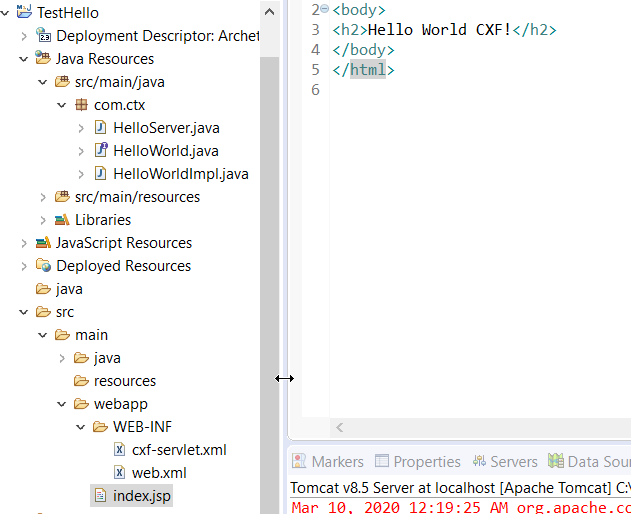 TestHello
Deployment Descriptor: Archet
Java Resources
src/main/java
com.ctx
HelloServer.java
HelloWorld.java
HelloWorldImpl.java
src/main/resources
Libraries
JavaScript Resources
Deployed Resources
java
src
main
java
resources
webapp
WEB-INF
cxf-servlet.xml
web.xml
index.jsp
2 <body>
3 <h2>Hello World CXF!</h2>
4 </body>
5 </html>
6
Markers Properties Servers Data Sour
Tomcat v8.5 Server at localhost [Apache Tomcat] C:\
Mar 10, 2020 12:19:25 AM org.apache.co